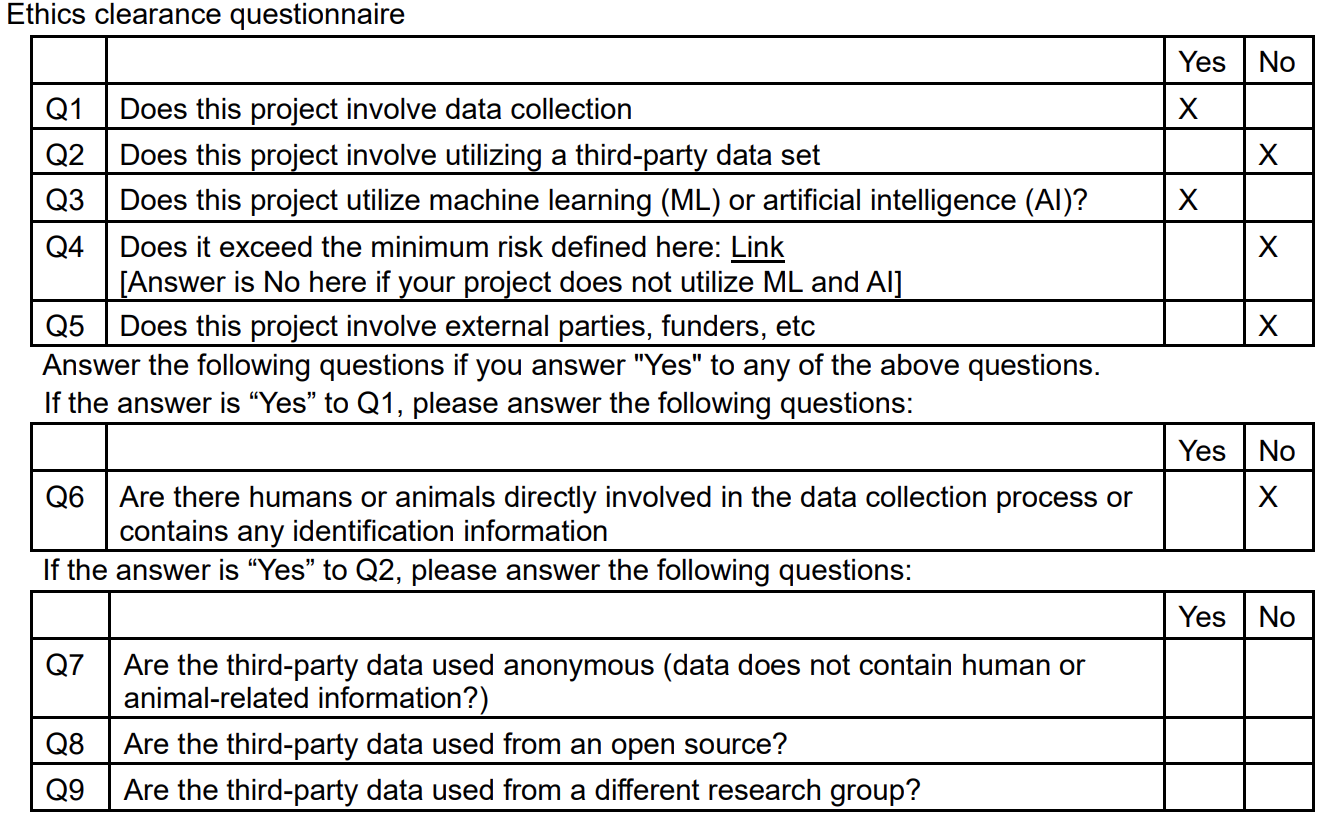 Ethics clearance questionnaire
Yes No
Q1 Does this project involve data collection X
Q2 Does this project involve utilizing a third-party data set X
Q3 Does this project utilize machine learning (ML) or artificial intelligence (AI)? X
Q4 Does it exceed the minimum risk defined here: Link X
[Answer is No here if your project does not utilize ML and AI]
Q5 Does this project involve external parties, funders, etc X
Answer the following questions if you answer "Yes" to any of the above questions.
If the answer is “Yes” to Q1, please answer the following questions:
Yes No
Q6 Are there humans or animals directly involved in the data collection process or X
contains any identification information
If the answer is “Yes” to Q2, please answer the following questions:
Yes No
Q7 Are the third-party data used anonymous (data does not contain human or
animal-related information?)
Q8 Are the third-party data used from an open source?
Q9 Are the third-party data used from a different research group?